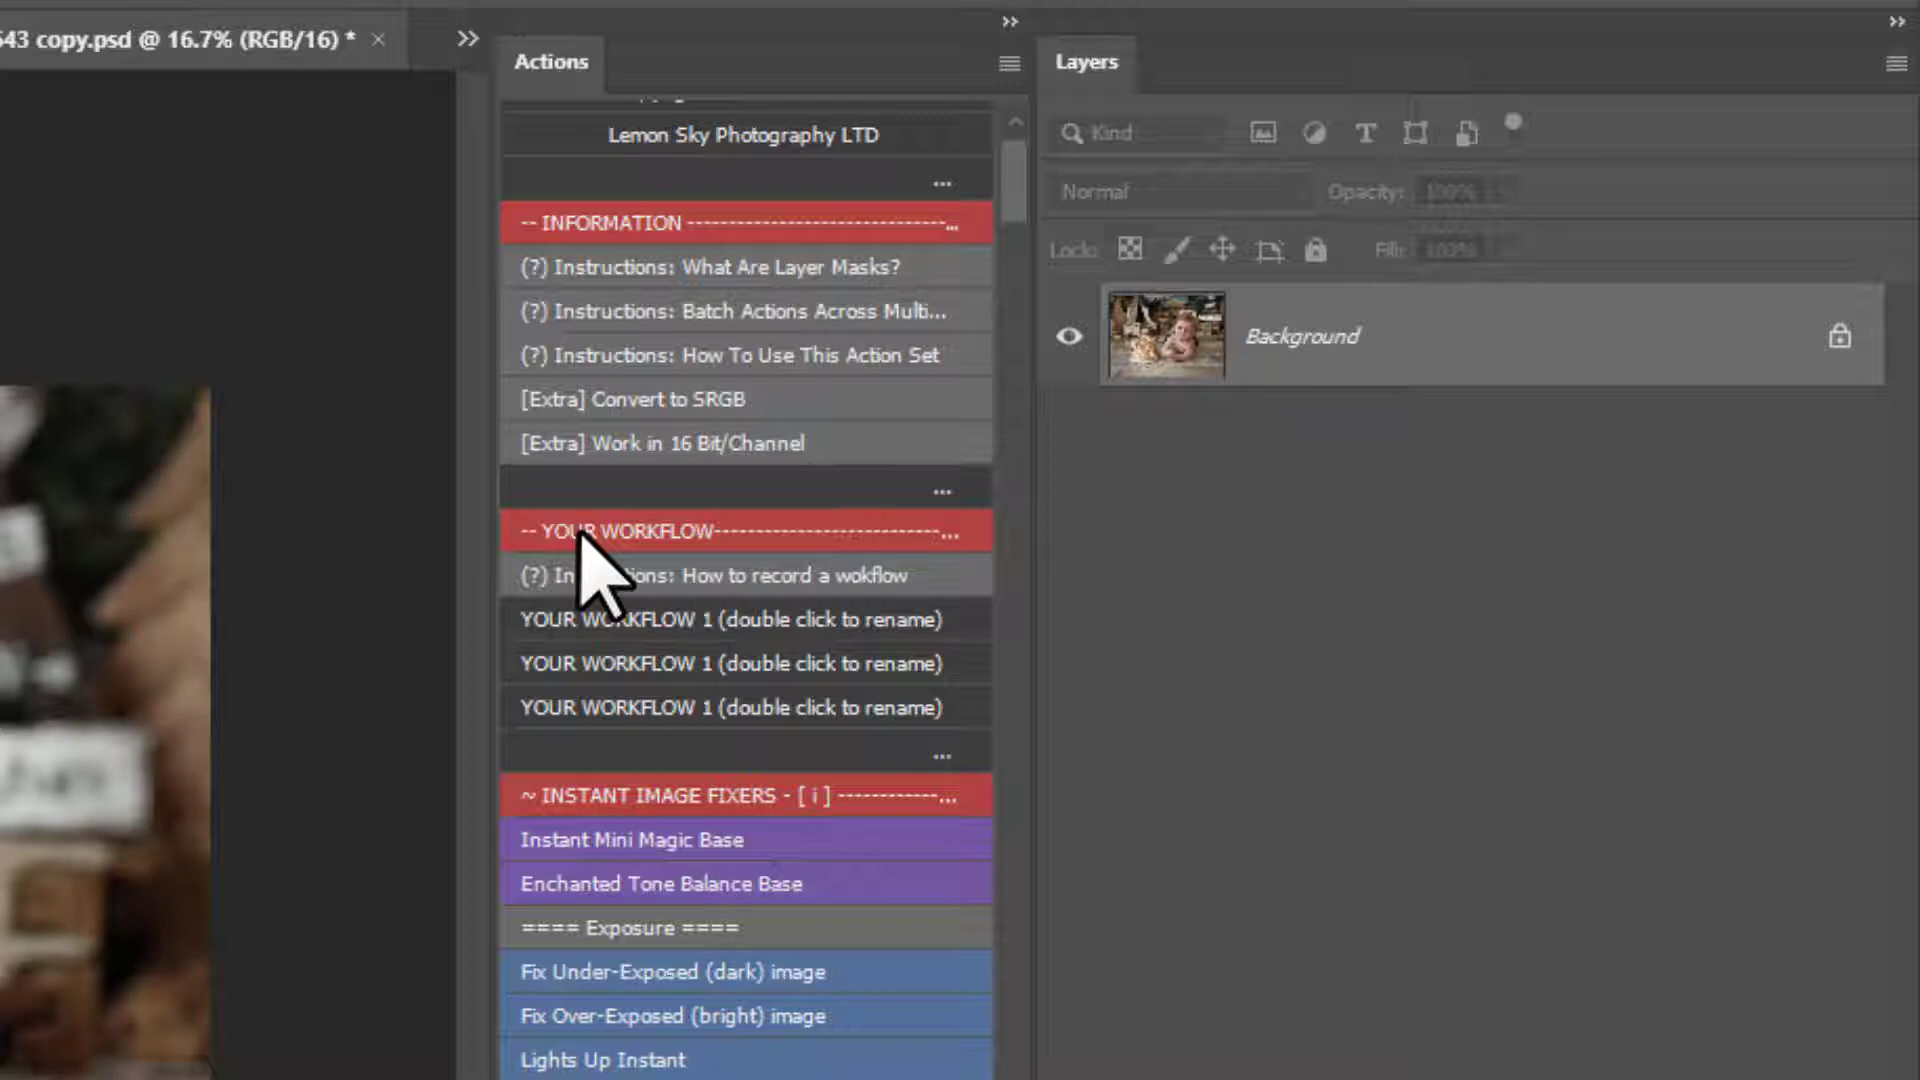 543 copy.psd @ 16.7% (RGB/16) *
Actions
Layers
Lemon Sky Photography LTD
Kind
...
Normal
Opacity: 100%
-- INFORMATION ------------------------------...
Lock:
Fill: 100%
(?) Instructions: What Are Layer Masks?
(?) Instructions: Batch Actions Across Multi...
Background
(?) Instructions: How To Use This Action Set
[Extra] Convert to SRGB
[Extra] Work in 16 Bit/Channel
...
-- YOUR WORKFLOW--------------------------...
(?) In ions: How to record a wokflow
YOUR WORKFLOW 1 (double click to rename)
YOUR WORKFLOW 1 (double click to rename)
YOUR WORKFLOW 1 (double click to rename)
...
~ INSTANT IMAGE FIXERS - [ i ] ------------...
Instant Mini Magic Base
Enchanted Tone Balance Base
==== Exposure ====
Fix Under-Exposed (dark) image
Fix Over-Exposed (bright) image
Lights Up Instant